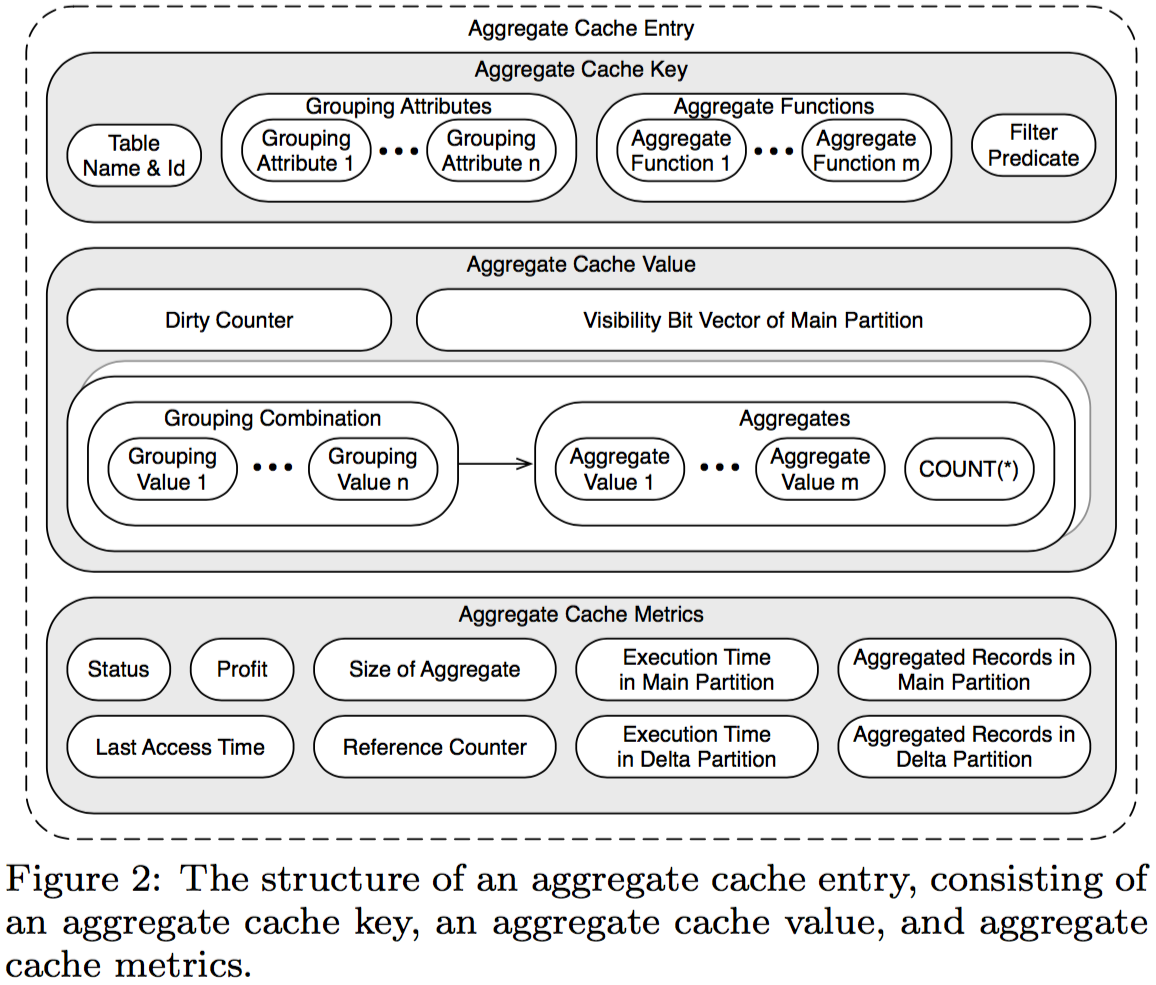 Aggregate Cache Entry
Aggregate Cache Key
Table
Name & Id
Grouping Attributes
Grouping
Attribute 1
Grouping
Attribute n
Aggregate Functions
Aggregate
Function 1
Aggregate
Function m
Filter
Predicate
Aggregate Cache Value
Dirty Counter
Visibility Bit Vector of Main Partition
Grouping Combination
Grouping
Value 1
Grouping
Value n
Aggregates
Aggregate
Value 1
Aggregate
Value m
COUNT(*)
Aggregate Cache Metrics
Status
Profit
Size of Aggregate
Execution Time
in Main Partition
Aggregated Records in
Main Partition
Last Access Time
Reference Counter
Execution Time
in Delta Partition
Aggregated Records in
Delta Partition
Figure 2: The structure of an aggregate cache entry, consisting of
an aggregate cache key, an aggregate cache value, and aggregate
cache metrics.